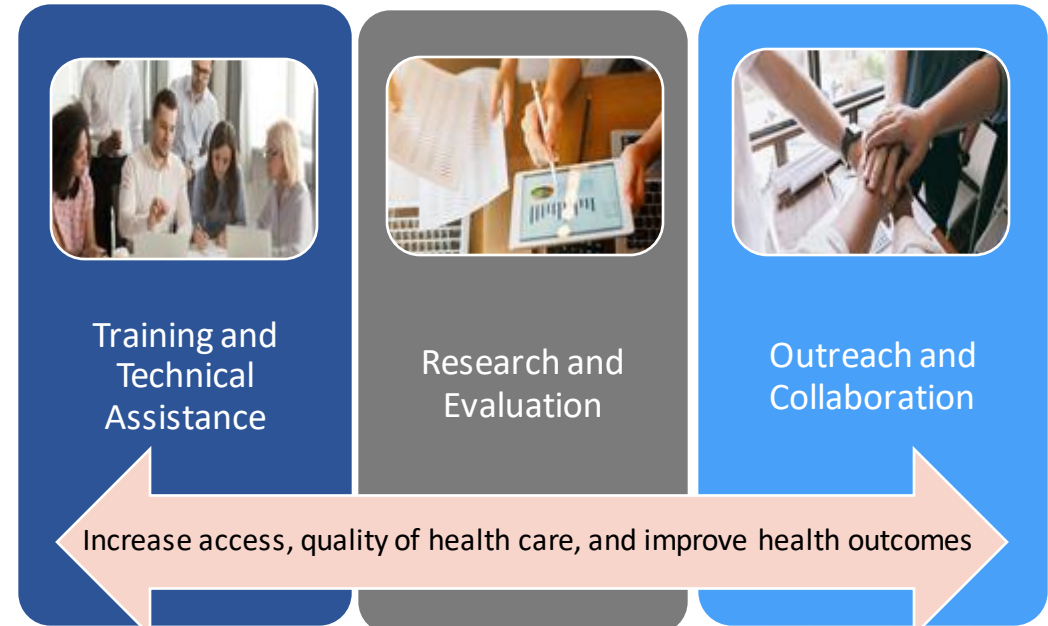 Training and
Technical
Assistance
Research and
Evaluation
Outreach and
Collaboration
Increase access, quality of health care, and improve health outcomes